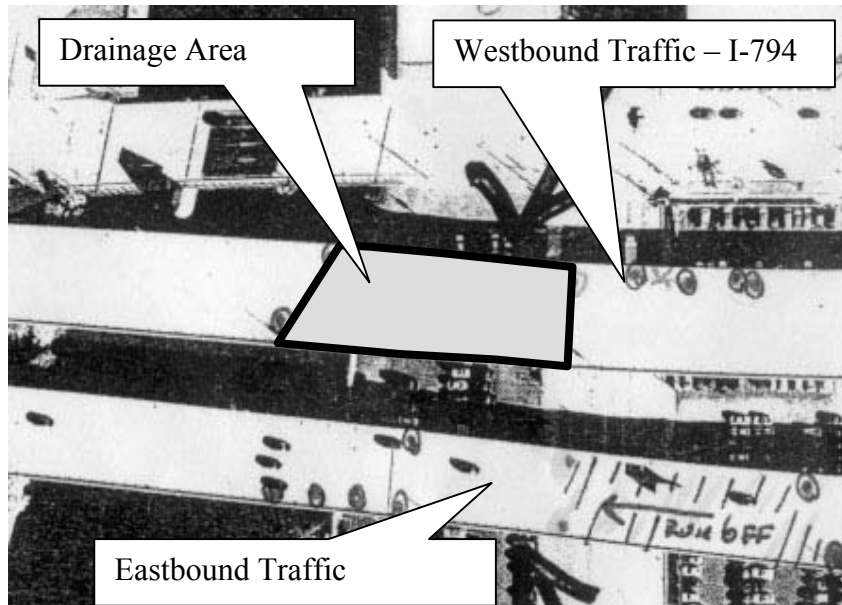 Drainage Area
Westbound Traffic – I-794
RUN OFF
Eastbound Traffic